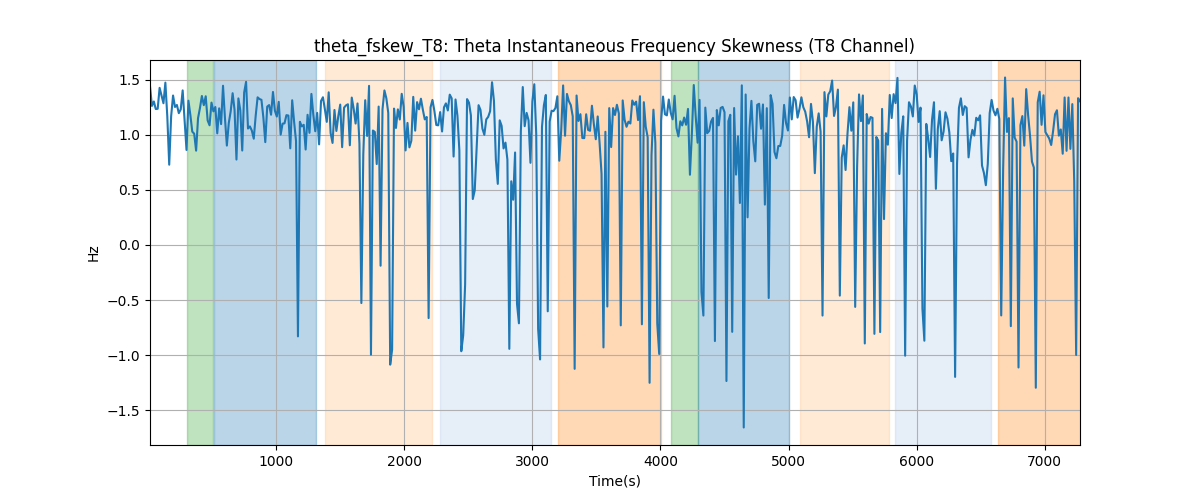 theta_fskew_T8: Theta Instantaneous Frequency Skewness (T8 Channel)
1.5
1.0
0.5
0.0
−0.5
−1.0
−1.5
Hz
1000 2000 3000 4000 5000 6000 7000
Time(s)